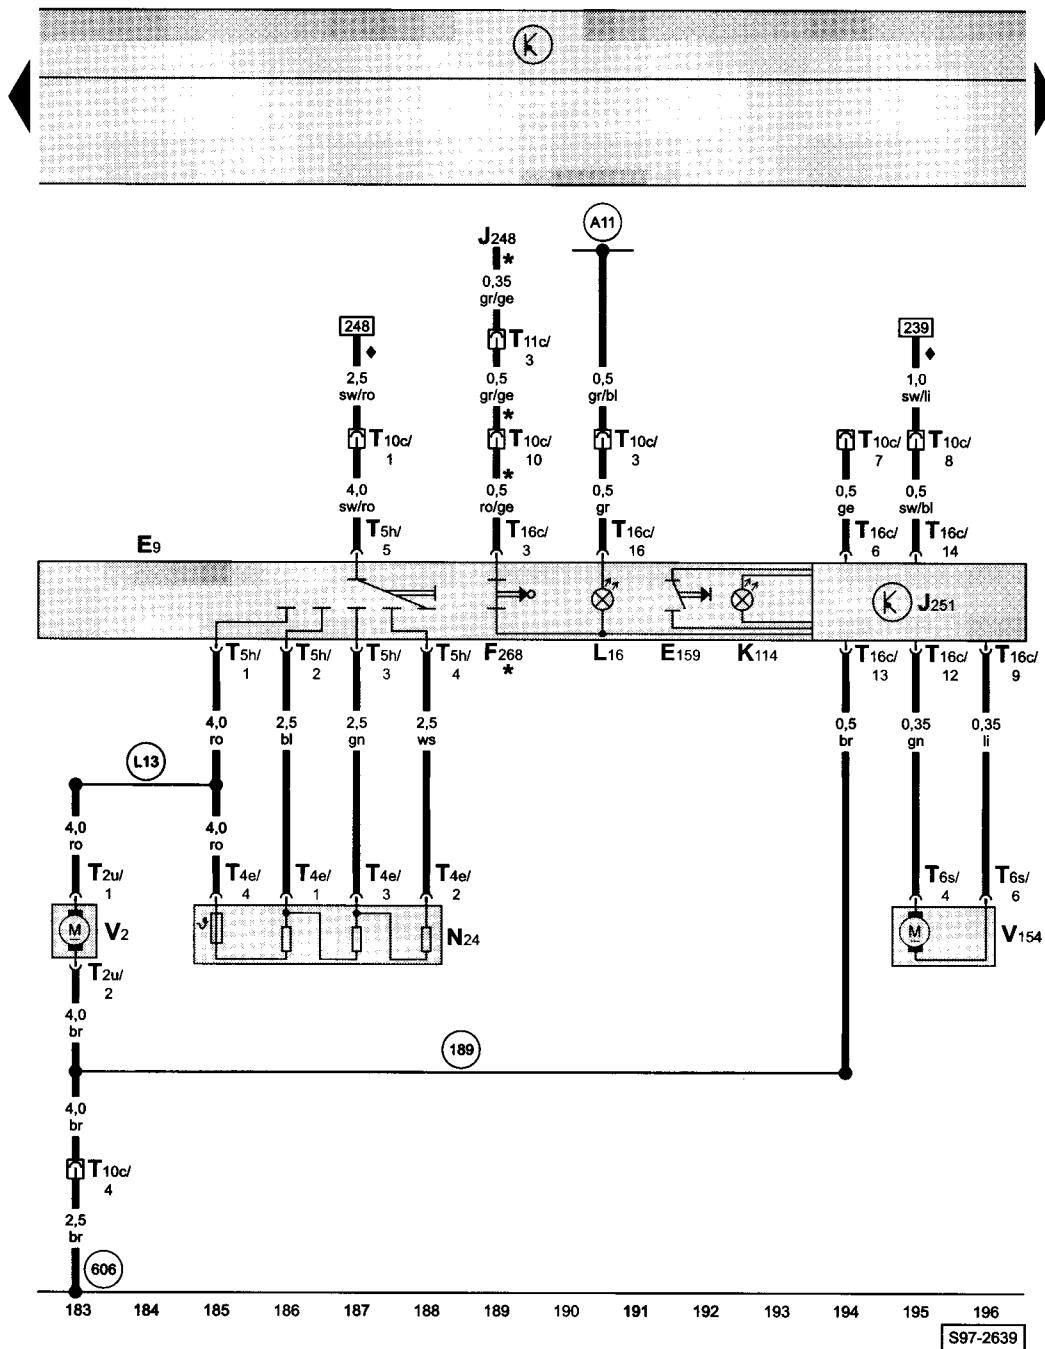 A11
J248
*
0,35
gr/ge
248
T11c/
3
239
2,5
sw/ro
0,5
gr/ge
*
0,5
gr/bl
1,0
sw/li
T10c/
1
T10c/
10
T10c/
3
T10c/
7
T10c/
8
4,0
sw/ro
*
0,5
ro/ge
0,5
gr
0,5
ge
0,5
sw/bl
E9
T5h/
5
T16c/
3
T16c/
16
T16c/
6
T16c/
14
J251
T5h/
1
T5h/
2
T5h/
3
T5h/
4
F268
*
L16
E159
K114
T16c/
13
T16c/
12
T16c/
9
4,0
ro
2,5
bl
2,5
gn
2,5
ws
0,5
br
0,35
gn
0,35
li
L13
4,0
ro
4,0
ro
T2u/
1
T4e/
4
T4e/
1
T4e/
3
T4e/
2
T6s/
4
T6s/
6
M
V2
N24
M
V154
T2u/
2
4,0
br
189
4,0
br
T10c/
4
2,5
br
606
183 184 185 186 187 188 189 190 191 192 193 194 195 196
S97-2639